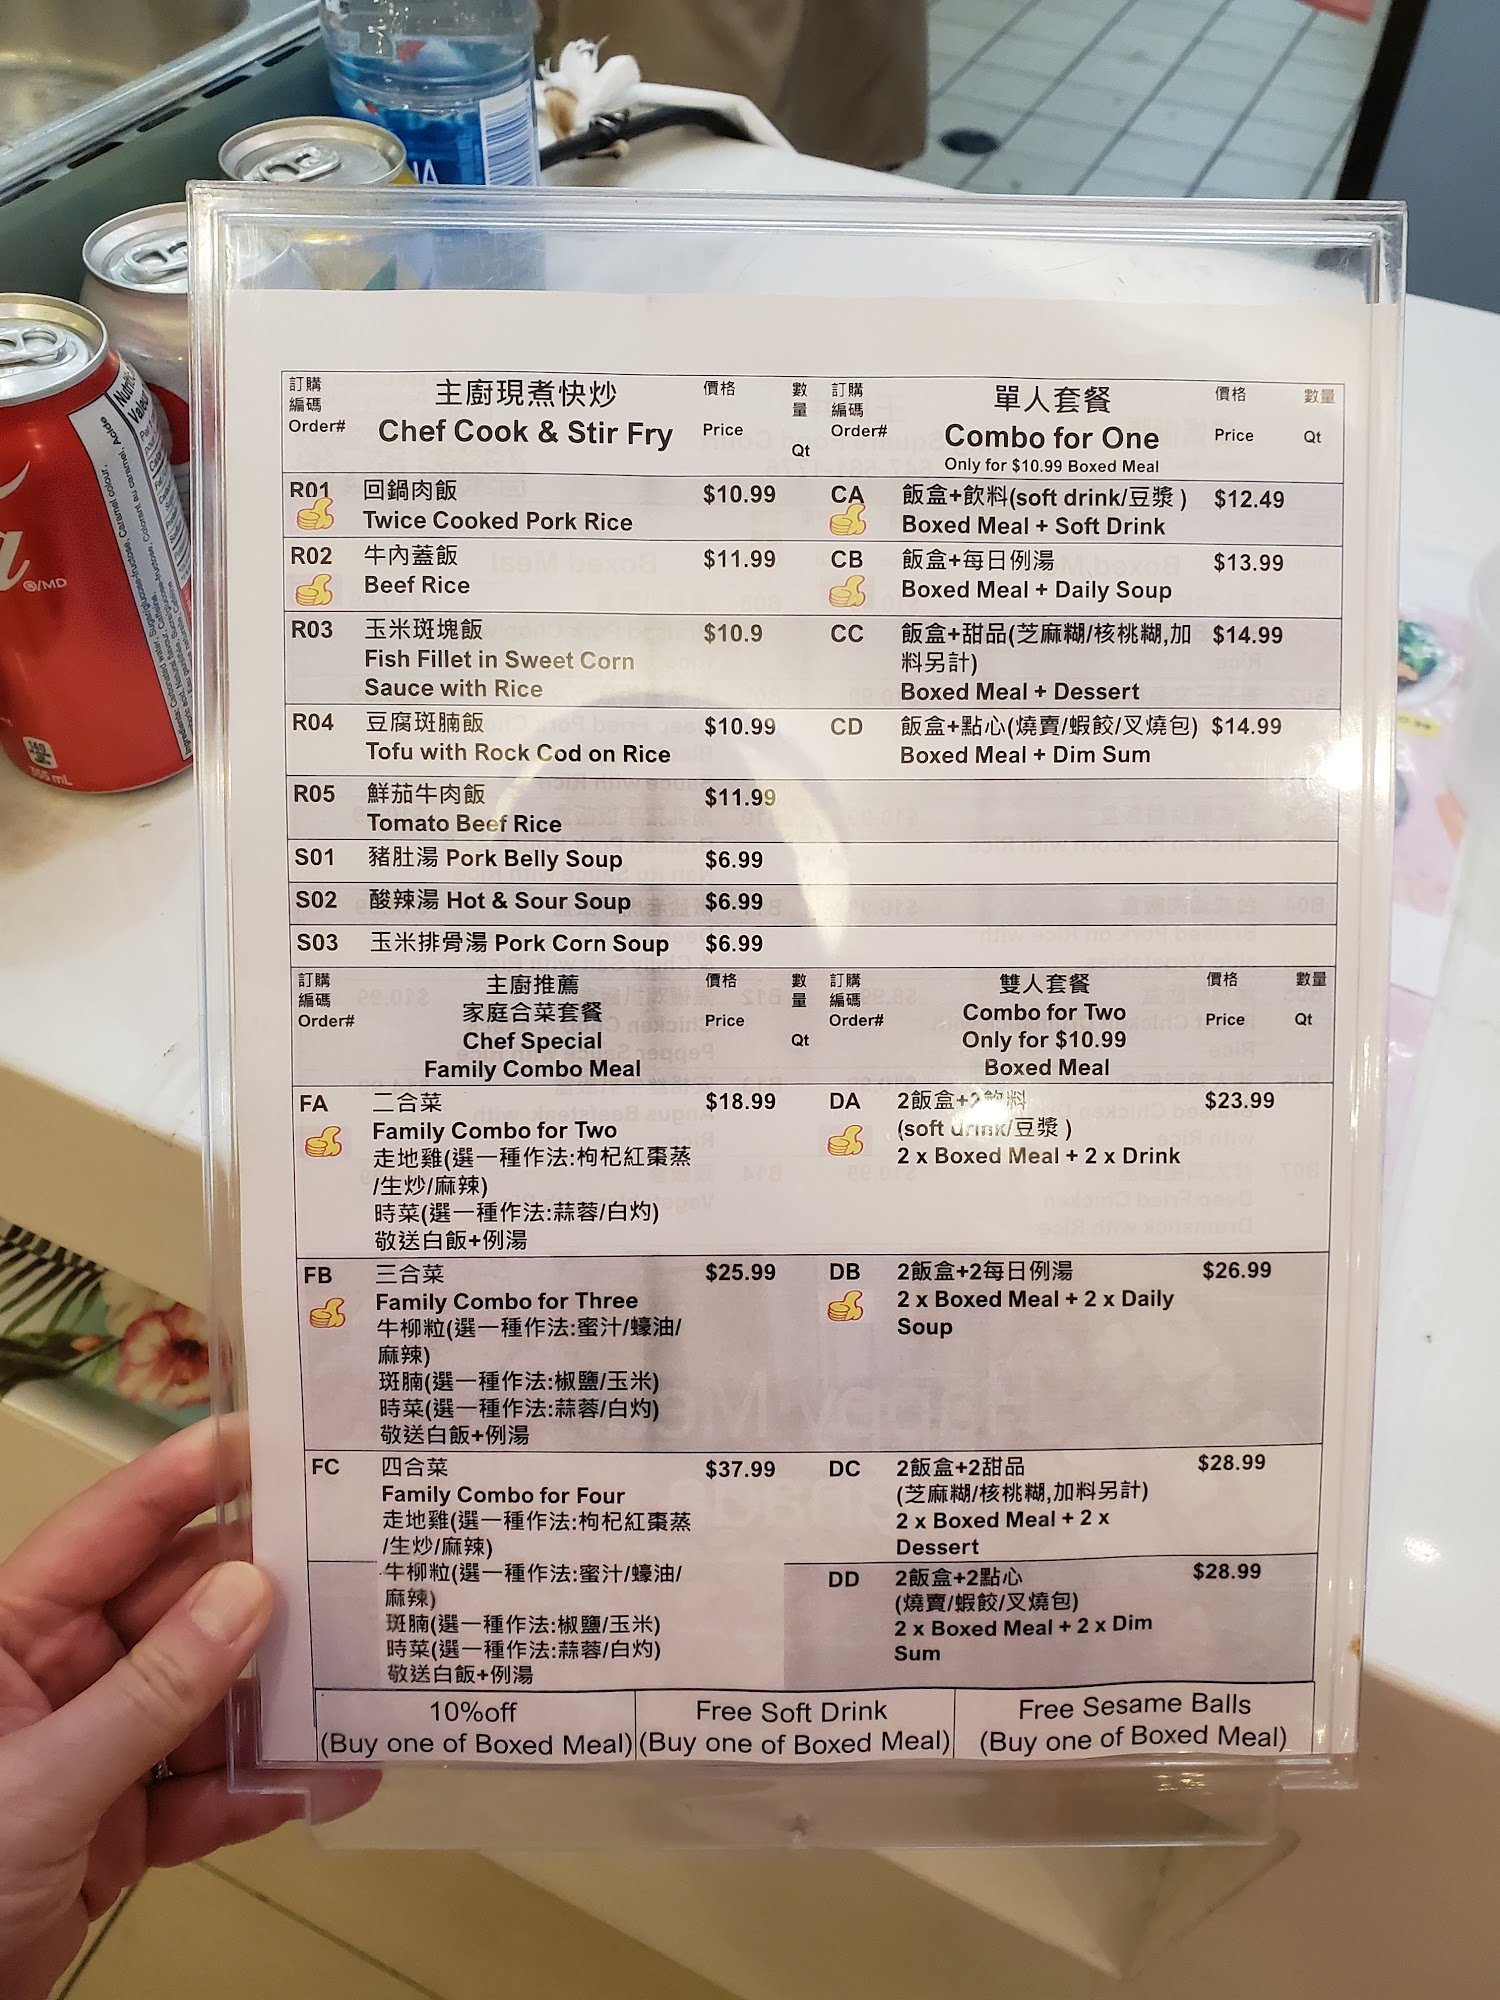 訂購
編碼
Order#
主廚現煮快炒
Chef Cook & Stir Fry
價格
Price
數
量
Qt
訂購
編碼
Order#
單人套餐
Combo for One
Only for $10.99 Boxed Meal
價格
Price
數量
Qt
R01 回鍋肉飯 $10.99
Twice Cooked Pork Rice
CA 飯盒+飲料(soft drink/豆漿 ) $12.49
Boxed Meal + Soft Drink
R02 牛內蓋飯 $11.99
Beef Rice
CB 飯盒+每日例湯 $13.99
Boxed Meal + Daily Soup
R03 玉米斑塊飯 $10.9
Fish Fillet in Sweet Corn
Sauce with Rice
CC 飯盒+甜品(芝麻糊/核桃糊,加 $14.99
料另計)
Boxed Meal + Dessert
R04 豆腐斑腩飯 $10.99
Tofu with Rock Cod on Rice
CD 飯盒+點心(燒賣/蝦餃/叉燒包) $14.99
Boxed Meal + Dim Sum
R05 鮮茄牛肉飯 $11.99
Tomato Beef Rice
S01 豬肚湯 Pork Belly Soup $6.99
S02 酸辣湯 Hot & Sour Soup $6.99
S03 玉米排骨湯 Pork Corn Soup $6.99
訂購
編碼
Order#
主廚推薦
家庭合菜套餐
Chef Special
Family Combo Meal
價格
Price
數
量
Qt
訂購
編碼
Order#
雙人套餐
Combo for Two
Only for $10.99
Boxed Meal
價格
Price
數量
Qt
FA 二合菜 $18.99
Family Combo for Two
走地雞(選一種作法:枸杞紅棗蒸
/生炒/麻辣)
時菜(選一種作法:蒜蓉/白灼)
敬送白飯+例湯
DA 2飯盒+2飲料 $23.99
(soft drink/豆漿 )
2 x Boxed Meal + 2 x Drink
FB 三合菜 $25.99
Family Combo for Three
牛柳粒(選一種作法:蜜汁/蠔油/
麻辣)
斑腩(選一種作法:椒鹽/玉米)
時菜(選一種作法:蒜蓉/白灼)
敬送白飯+例湯
DB 2飯盒+2每日例湯 $26.99
2 x Boxed Meal + 2 x Daily
Soup
FC 四合菜 $37.99
Family Combo for Four
走地雞(選一種作法:枸杞紅棗蒸
/生炒/麻辣)
牛柳粒(選一種作法:蜜汁/蠔油/
麻辣)
斑腩(選一種作法:椒鹽/玉米)
時菜(選一種作法:蒜蓉/白灼)
敬送白飯+例湯
DC 2飯盒+2甜品 $28.99
(芝麻糊/核桃糊,加料另計)
2 x Boxed Meal + 2 x
Dessert
DD 2飯盒+2點心 $28.99
(燒賣/蝦餃/叉燒包)
2 x Boxed Meal + 2 x Dim
Sum
10%off
(Buy one of Boxed Meal)
Free Soft Drink
(Buy one of Boxed Meal)
Free Sesame Balls
(Buy one of Boxed Meal)
®/MD
355 mL